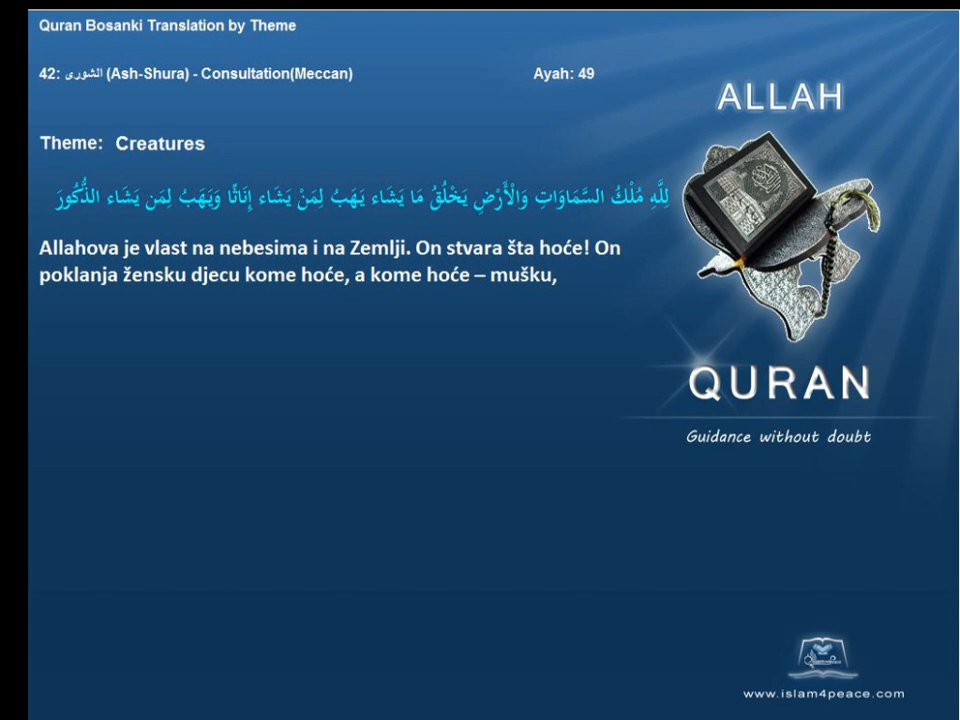 Quran Bosanki Translation by Theme
42: الشورى (Ash-Shura) - Consultation(Meccan)
Ayah: 49
ALLAH
Theme: Creatures
لِلَّهِ مُلْكُ السَّمَاوَاتِ وَالْأَرْضِ يَخْلُقُ مَا يَشَاء يَهَبُ لِمَنْ يَشَاء إِنَاثًا وَيَهَبُ لِمَن يَشَاء الذُّكُورَ
Allahova je vlast na nebesima i na Zemlji. On stvara šta hoće! On
poklanja žensku djecu kome hoće, a kome hoće – mušku,
QURAN
Guidance without doubt
www.islam4peace.com